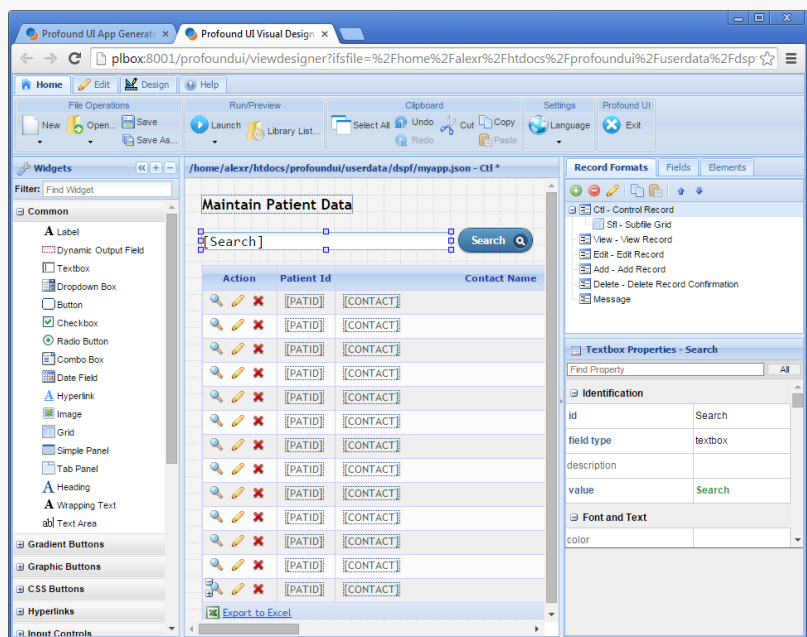 Profound UI App Generat
Profound UI Visual Design
plbox:8001/profoundui/viewdesigner?ifsfile=%2Fhome%2Falexr%2Fhtdocs%2Fprofoundui%2Fuserdata%2Fdsp
Home Edit Design Help
File Operations Run/Preview Clipboard Settings Profound UI
New Open... Save Save As... Launch Library List... Select All Undo Redo Cut Copy Paste Language Exit
Widgets
Filter: Find Widget
Common
Label
Dynamic Output Field
Textbox
Dropdown Box
Button
Checkbox
Radio Button
Combo Box
Date Field
Hyperlink
Image
Grid
Simple Panel
Tab Panel
Heading
Wrapping Text
Text Area
Gradient Buttons
Graphic Buttons
CSS Buttons
Hyperlinks
Input Controls
/home/alexr/htdocs/profoundui/userdata/dspf/myapp.json - Ctl *
Maintain Patient Data
[Search] Search
Action Patient Id Contact Name
[PATID] [CONTACT]
[PATID] [CONTACT]
[PATID] [CONTACT]
[PATID] [CONTACT]
[PATID] [CONTACT]
[PATID] [CONTACT]
[PATID] [CONTACT]
[PATID] [CONTACT]
[PATID] [CONTACT]
[PATID] [CONTACT]
[PATID] [CONTACT]
[PATID] [CONTACT]
[PATID] [CONTACT]
Export to Excel
Record Formats Fields Elements
Ctl - Control Record
Sfl - Subfile Grid
View - View Record
Edit - Edit Record
Add - Add Record
Delete - Delete Record Confirmation
Message
Textbox Properties - Search
Find Property All
Identification
id Search
field type textbox
description
value Search
Font and Text
color